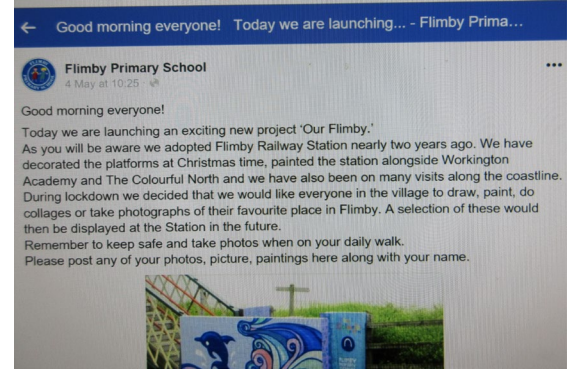 Good morning everyone! Today we are launching... - Flimby Prima...
Flimby Primary School
4 May at 10:25
Good morning everyone!
Today we are launching an exciting new project 'Our Flimby.'
As you will be aware we adopted Flimby Railway Station nearly two years ago. We have
decorated the platforms at Christmas time, painted the station alongside Workington
Academy and The Colourful North and we have also been on many visits along the coastline.
During lockdown we decided that we would like everyone in the village to draw, paint, do
collages or take photographs of their favourite place in Flimby. A selection of these would
then be displayed at the Station in the future.
Remember to keep safe and take photos when on your daily walk.
Please post any of your photos, picture, paintings here along with your name.